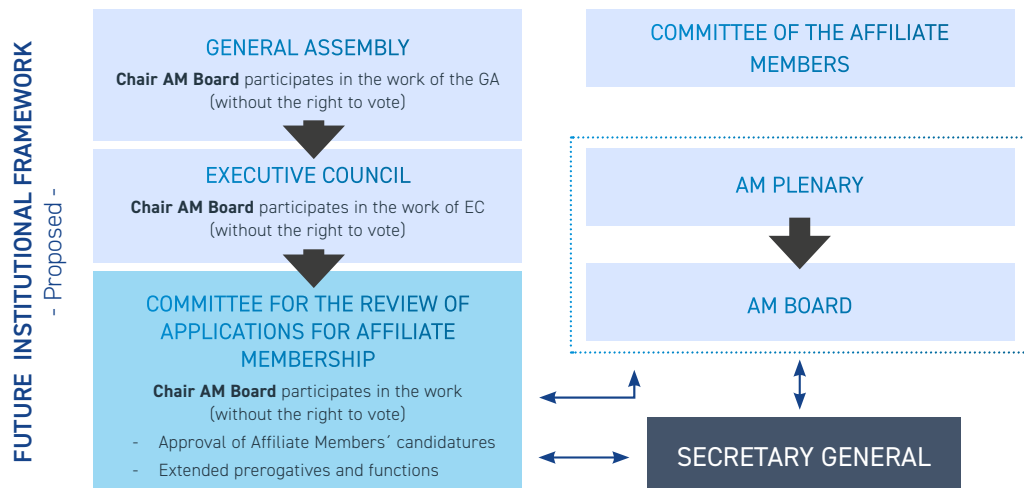 FUTURE INSTITUTIONAL FRAMEWORK
- Proposed -
GENERAL ASSEMBLY
Chair AM Board participates in the work of the GA
(without the right to vote)
EXECUTIVE COUNCIL
Chair AM Board participates in the work of EC
(without the right to vote)
COMMITTEE FOR THE REVIEW OF
APPLICATIONS FOR AFFILIATE
MEMBERSHIP
Chair AM Board participates in the work
(without the right to vote)
- Approval of Affiliate Members´ candidatures
- Extended prerogatives and functions
COMMITTEE OF THE AFFILIATE
MEMBERS
AM PLENARY
AM BOARD
SECRETARY GENERAL